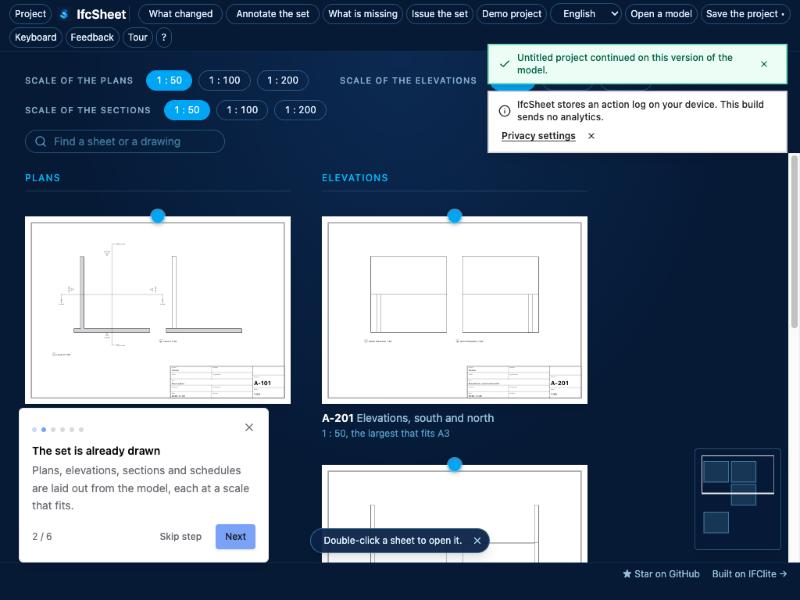 Project
IfcSheet
What changed
Annotate the set
What is missing
Issue the set
Demo project
English
Open a model
Save the project •
Keyboard
Feedback
Tour
?
Untitled project continued on this version of the
model.
×
IfcSheet stores an action log on your device. This build
sends no analytics.
Privacy settings
×
SCALE OF THE PLANS
1 : 50
1 : 100
1 : 200
SCALE OF THE ELEVATIONS
SCALE OF THE SECTIONS
1 : 50
1 : 100
1 : 200
Find a sheet or a drawing
PLANS
ELEVATIONS
A-101
A-201
A-201 Elevations, south and north
1 : 50, the largest that fits A3
×
The set is already drawn
Plans, elevations, sections and schedules
are laid out from the model, each at a scale
that fits.
2 / 6
Skip step
Next
Double-click a sheet to open it.
×
★ Star on GitHub
Built on IFClite →